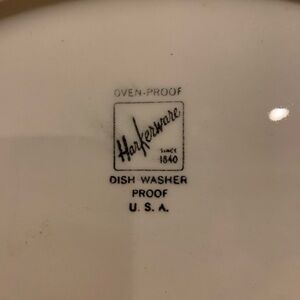 OVEN-PROOF
Harkerware
SINCE
1840
DISH WASHER
PROOF
U. S. A.